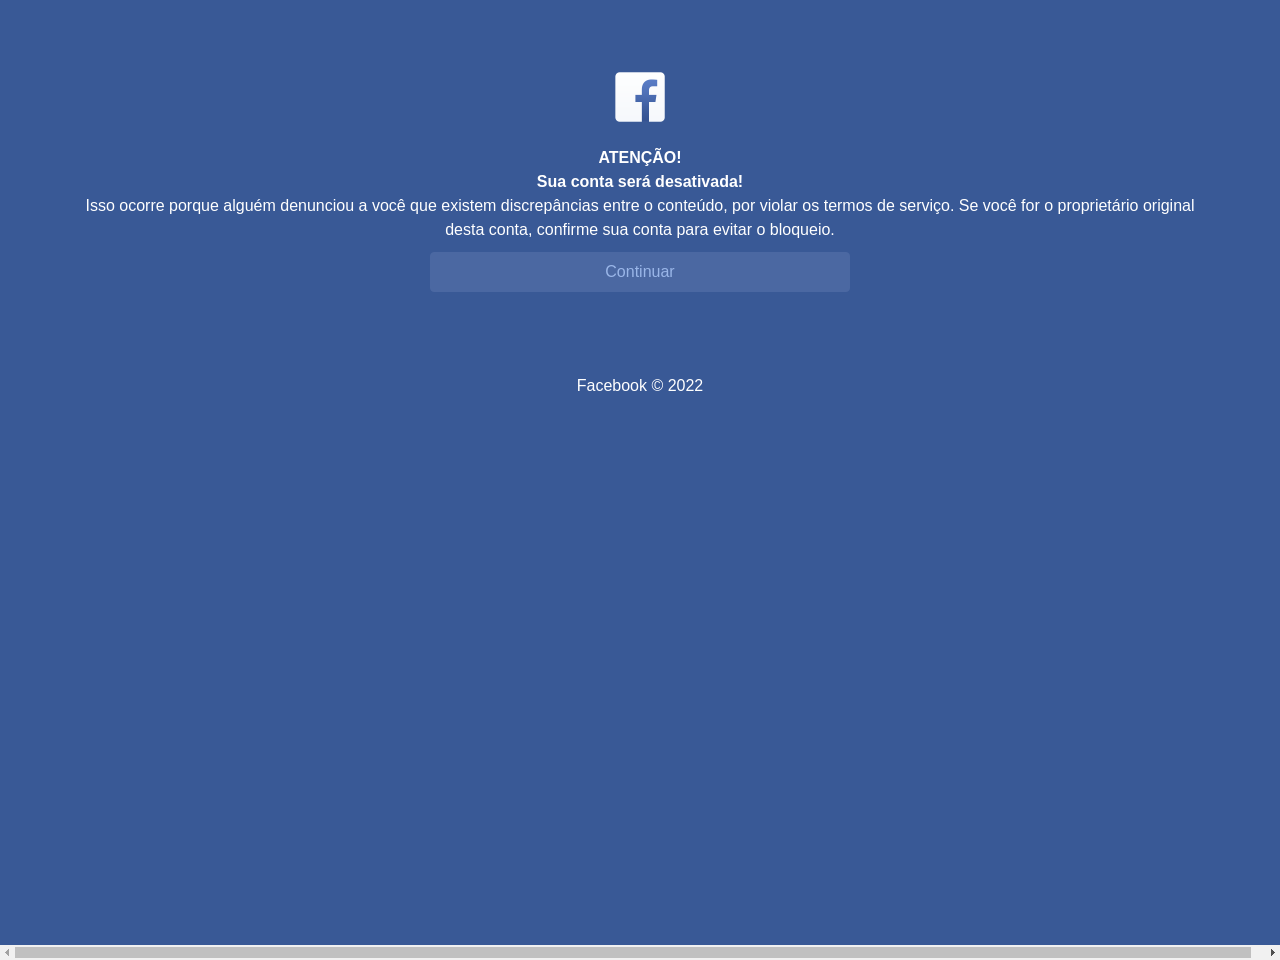 ATENÇÃO!
Sua conta será desativada!
Isso ocorre porque alguém denunciou a você que existem discrepâncias entre o conteúdo, por violar os termos de serviço. Se você for o proprietário original
desta conta, confirme sua conta para evitar o bloqueio.
Continuar
Facebook © 2022